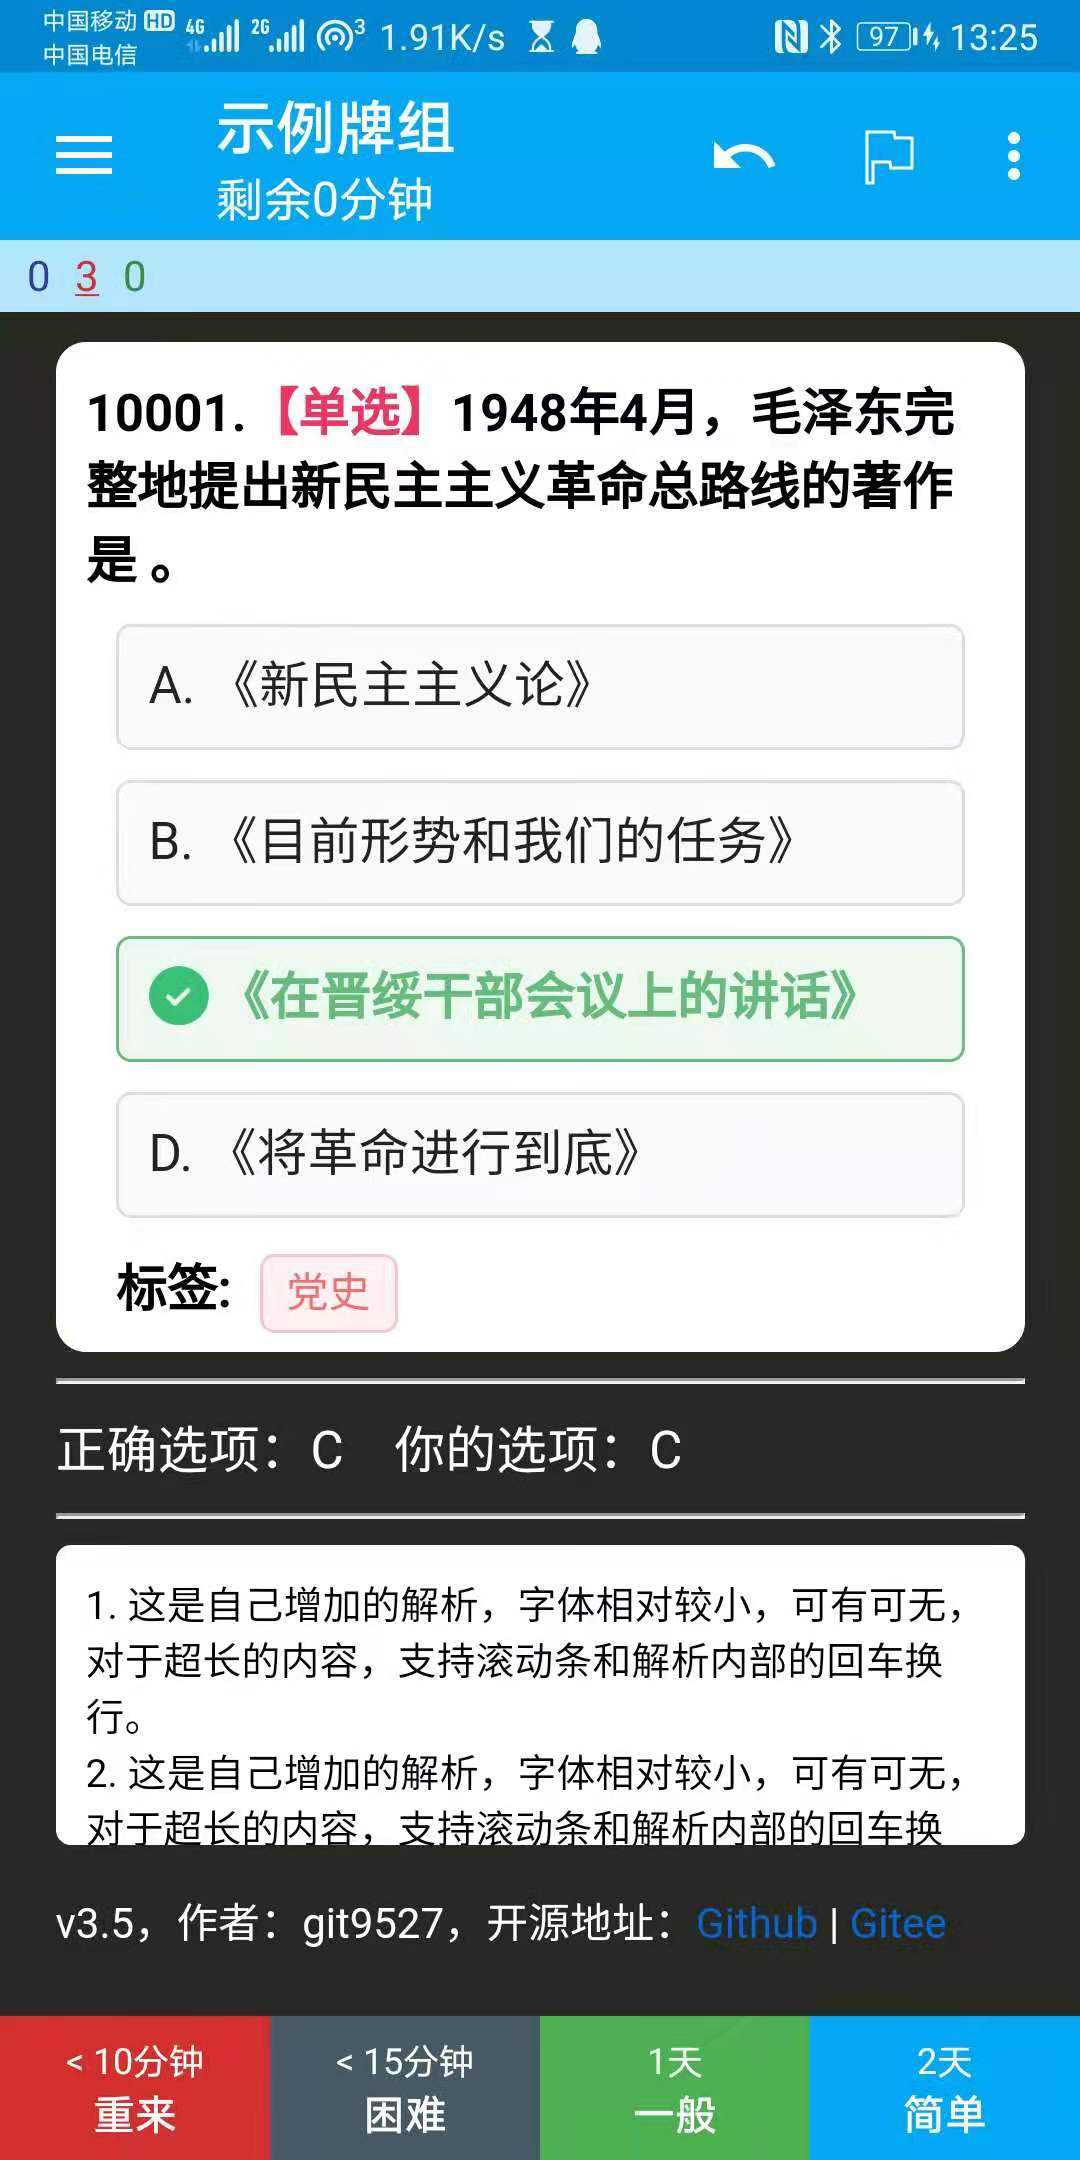 中国移动 HD 4G 2G 3 1.91K/s 97 13:25
中国电信
示例牌组
剩余0分钟
0 3 0
10001.【单选】1948年4月，毛泽东完
整地提出新民主主义革命总路线的著作
是 。
A. 《新民主主义论》
B. 《目前形势和我们的任务》
《在晋绥干部会议上的讲话》
D. 《将革命进行到底》
标签: 党史
正确选项：C 你的选项：C
1. 这是自己增加的解析，字体相对较小，可有可无，
对于超长的内容，支持滚动条和解析内部的回车换
行。
2. 这是自己增加的解析，字体相对较小，可有可无，
对于超长的内容，支持滚动条和解析内部的回车换
v3.5，作者：git9527，开源地址：Github | Gitee
< 10分钟 < 15分钟 1天 2天
重来 困难 一般 简单